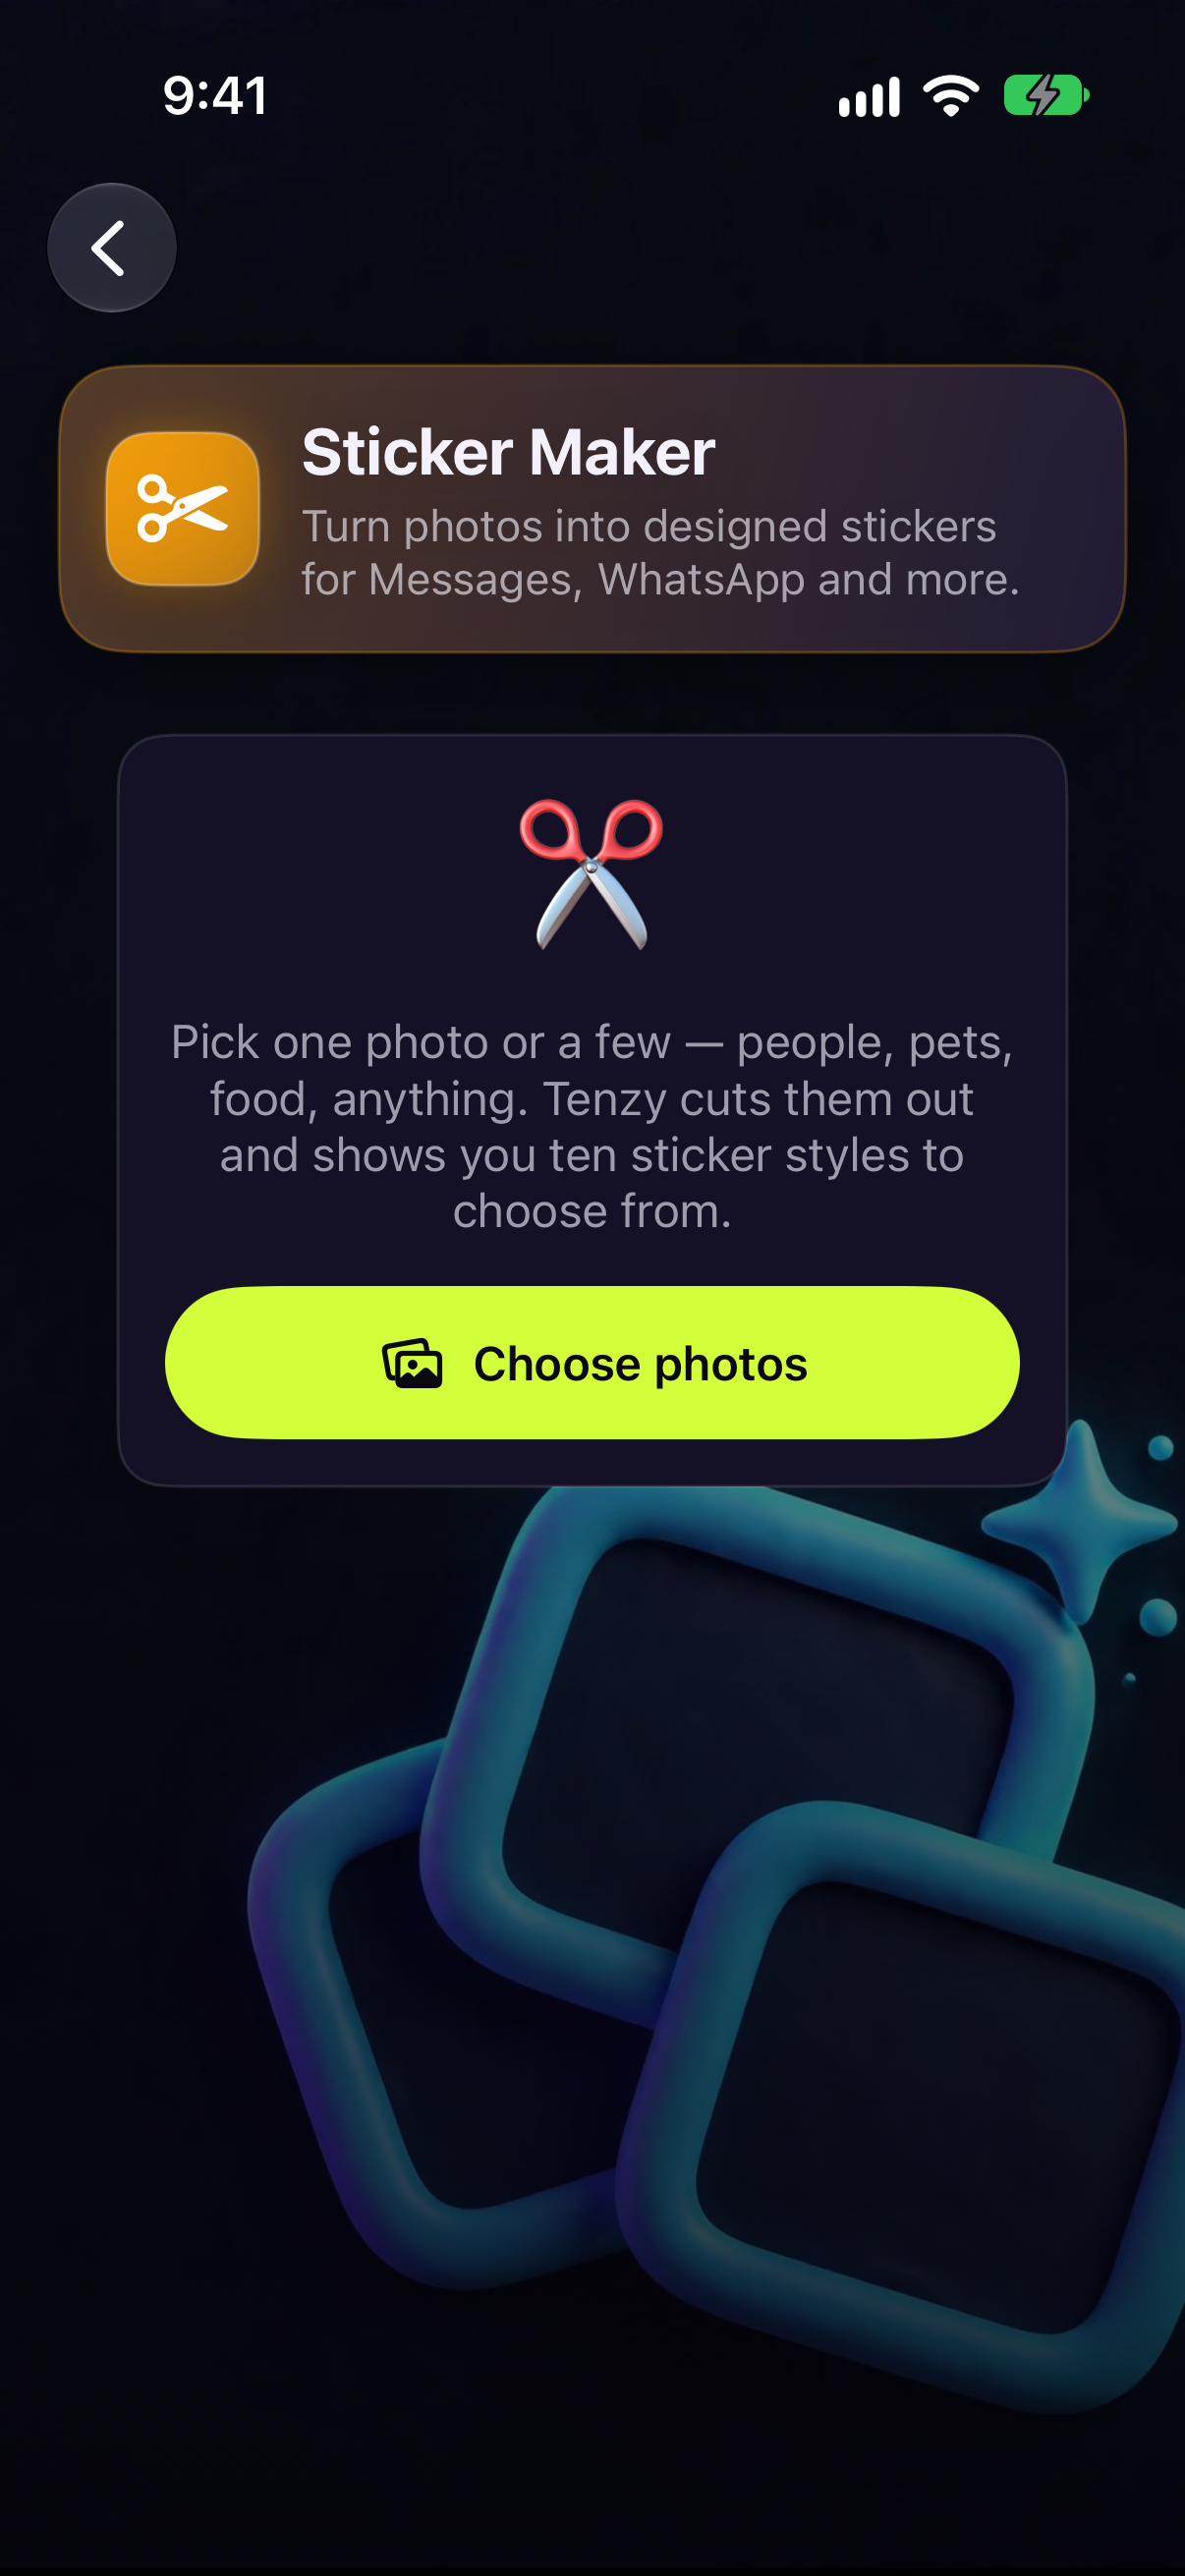 9:41
Sticker Maker
Turn photos into designed stickers
for Messages, WhatsApp and more.
Pick one photo or a few — people, pets,
food, anything. Tenzy cuts them out
and shows you ten sticker styles to
choose from.
Choose photos